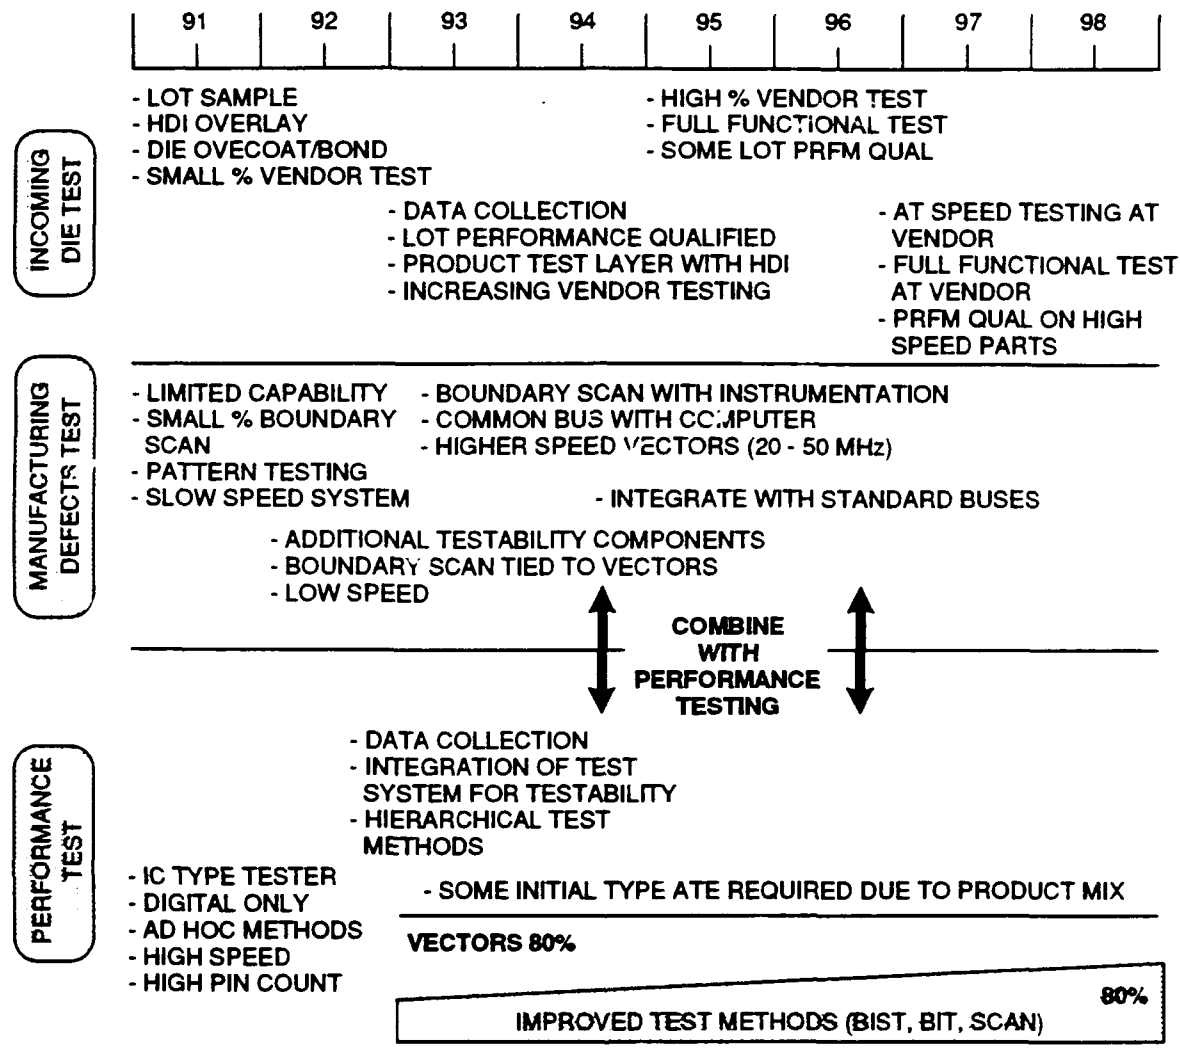 91 92 93 94 95 96 97 98
INCOMING
DIE TEST
- LOT SAMPLE
- HDI OVERLAY
- DIE OVECOAT/BOND
- SMALL % VENDOR TEST
- HIGH % VENDOR TEST
- FULL FUNCTIONAL TEST
- SOME LOT PRFM QUAL
- DATA COLLECTION
- LOT PERFORMANCE QUALIFIED
- PRODUCT TEST LAYER WITH HDI
- INCREASING VENDOR TESTING
- AT SPEED TESTING AT
VENDOR
- FULL FUNCTIONAL TEST
AT VENDOR
- PRFM QUAL ON HIGH
SPEED PARTS
MANUFACTURING
DEFECTS TEST
- LIMITED CAPABILITY
- SMALL % BOUNDARY
SCAN
- PATTERN TESTING
- SLOW SPEED SYSTEM
- BOUNDARY SCAN WITH INSTRUMENTATION
- COMMON BUS WITH COMPUTER
- HIGHER SPEED VECTORS (20 - 50 MHz)
- INTEGRATE WITH STANDARD BUSES
- ADDITIONAL TESTABILITY COMPONENTS
- BOUNDARY SCAN TIED TO VECTORS
- LOW SPEED
COMBINE
WITH
PERFORMANCE
TESTING
PERFORMANCE
TEST
- DATA COLLECTION
- INTEGRATION OF TEST
SYSTEM FOR TESTABILITY
- HIERARCHICAL TEST
METHODS
- IC TYPE TESTER
- DIGITAL ONLY
- AD HOC METHODS
- HIGH SPEED
- HIGH PIN COUNT
- SOME INITIAL TYPE ATE REQUIRED DUE TO PRODUCT MIX
VECTORS 80%
80%
IMPROVED TEST METHODS (BIST, BIT, SCAN)